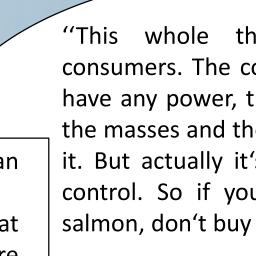 “This whole th
consumers. The co
have any power, t
the masses and the
it. But actually it‘s
control. So if you
salmon, don‘t buy
an
at
re